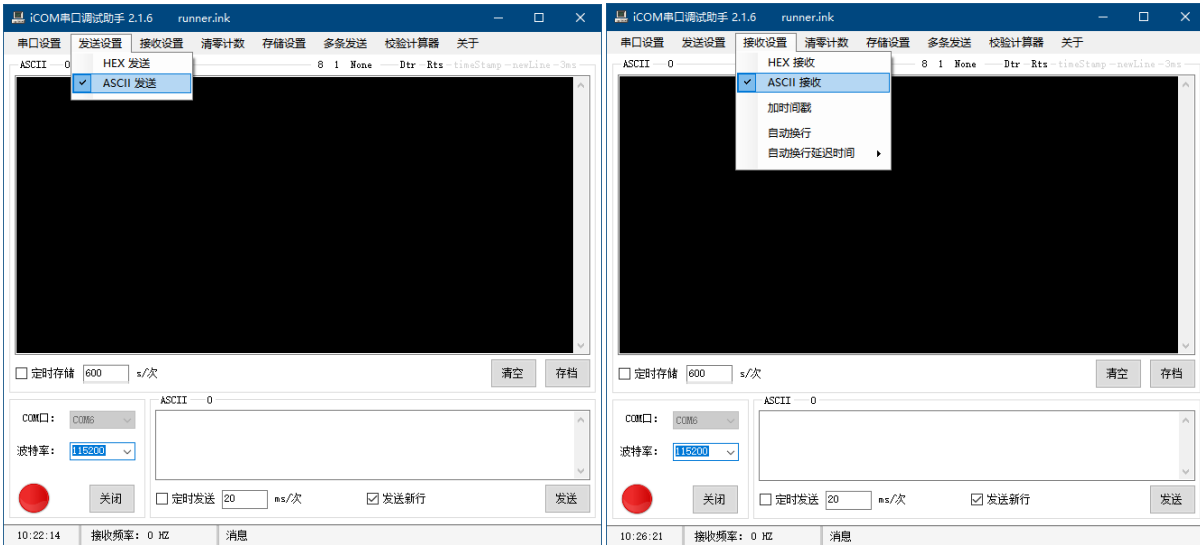 iCOM串口调试助手 2.1.6 runner.ink
串口设置 发送设置 接收设置 清零计数 存储设置 多条发送 校验计算器 关于
ASCII 0 8 1 None Dtr Rts timeStamp newLine 3ms
HEX 发送
ASCII 发送
定时存储 600 s/次 清空 存档
COM口: COM6
波特率: 115200
关闭
ASCII 0
定时发送 20 ms/次 发送新行 发送
10:22:14 接收频率: 0 HZ 消息
iCOM串口调试助手 2.1.6 runner.ink
串口设置 发送设置 接收设置 清零计数 存储设置 多条发送 校验计算器 关于
ASCII 0 8 1 None Dtr Rts timeStamp newLine 3ms
HEX 接收
ASCII 接收
加时间戳
自动换行
自动换行延迟时间
定时存储 600 s/次 清空 存档
COM口: COM6
波特率: 115200
关闭
ASCII 0
定时发送 20 ms/次 发送新行 发送
10:26:21 接收频率: 0 HZ 消息